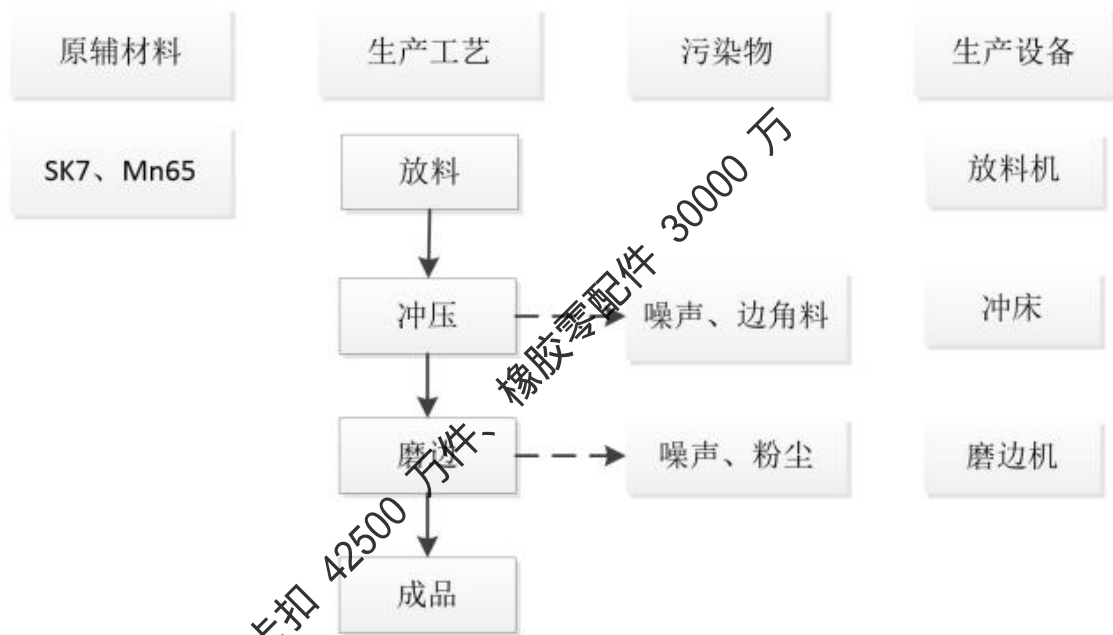 原辅材料 生产工艺 污染物 生产设备
SK7、Mn65 放料 放料机
冲压 噪声、边角料 冲床
磨边 噪声、粉尘 磨边机
成品
扣 42500 万件、橡胶零配件 30000 万